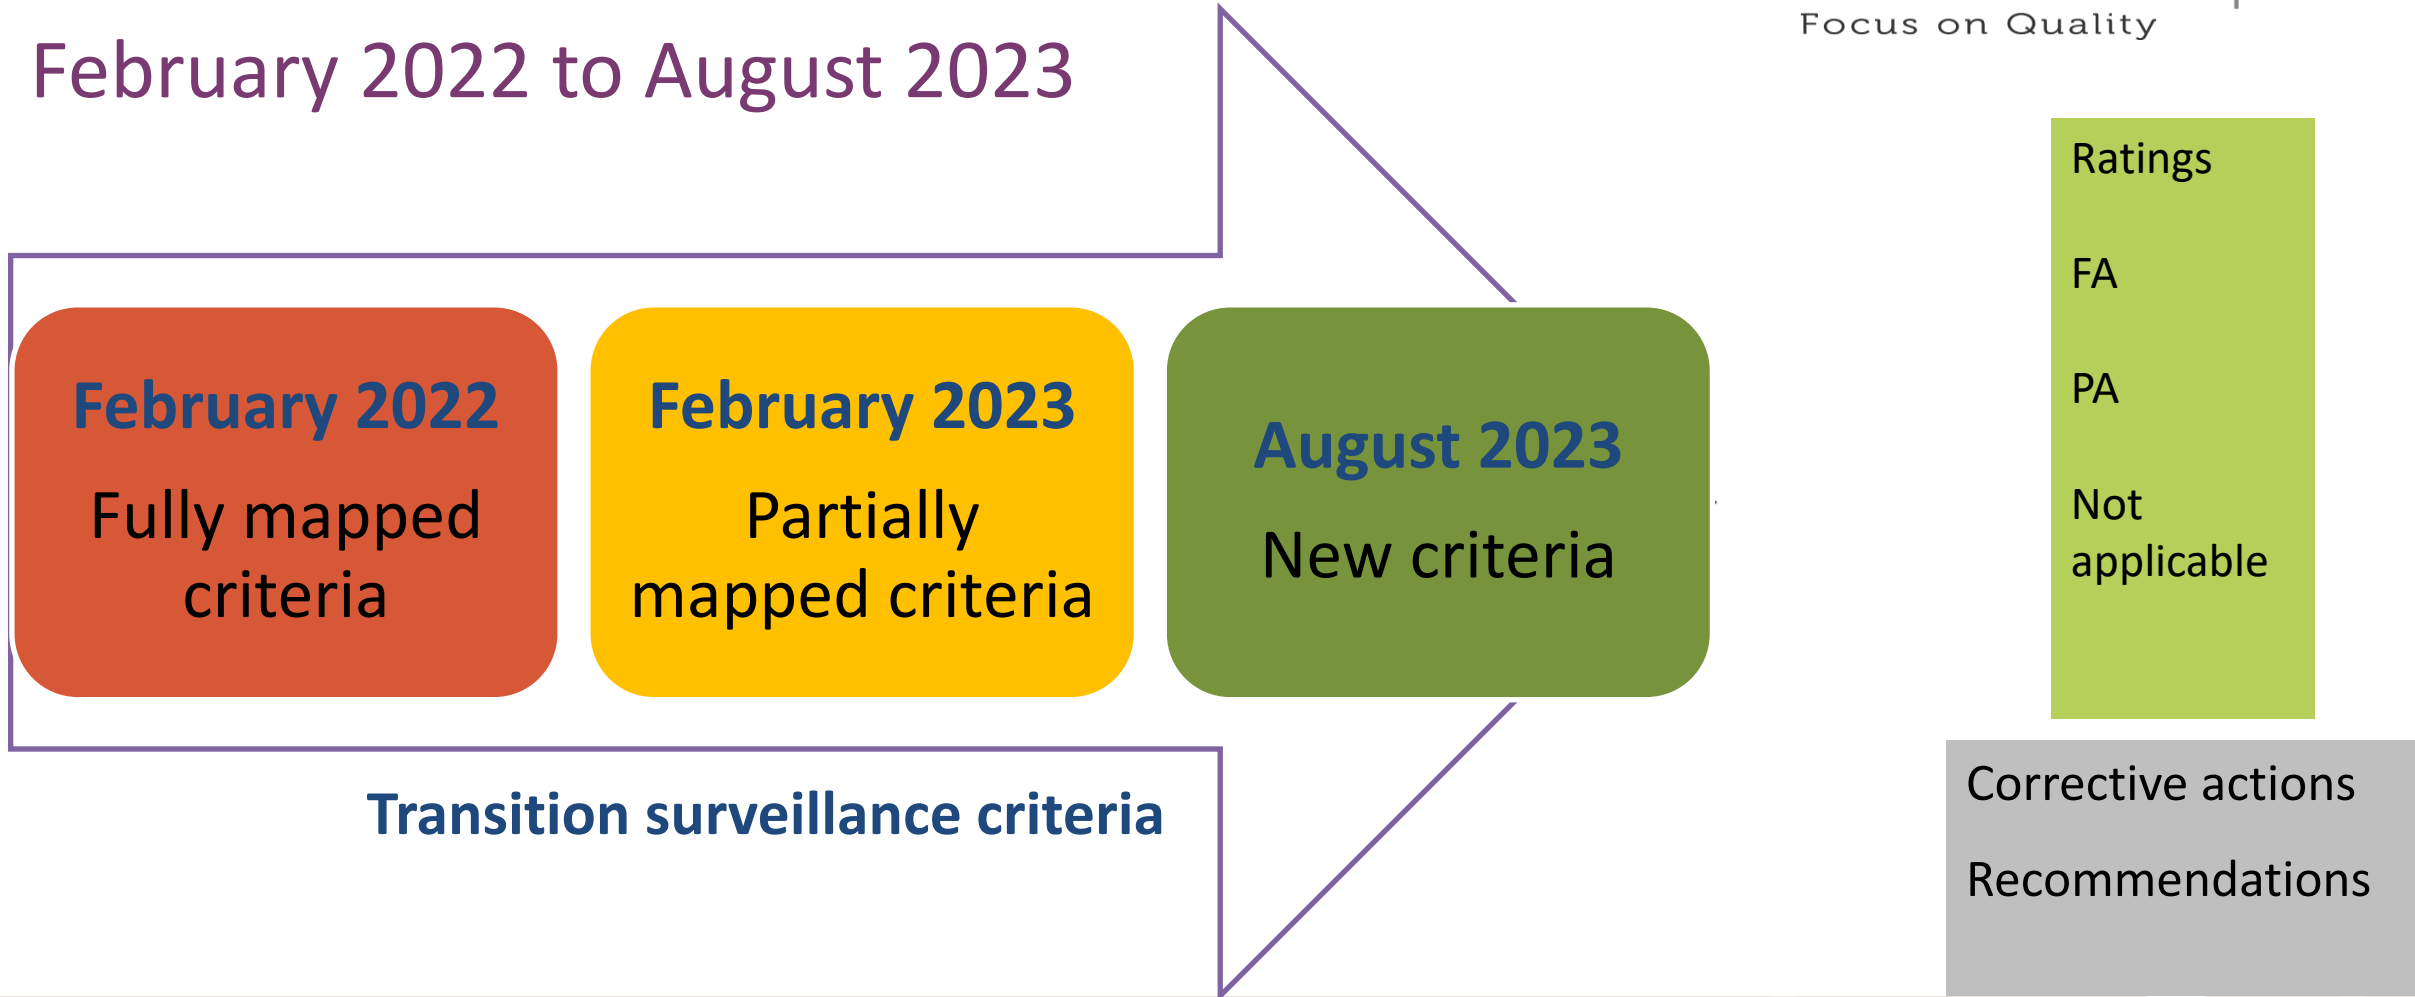 Focus on Quality
February 2022 to August 2023
February 2022
Fully mapped
criteria
February 2023
Partially
mapped criteria
August 2023
New criteria
Transition surveillance criteria
Ratings
FA
PA
Not
applicable
Corrective actions
Recommendations